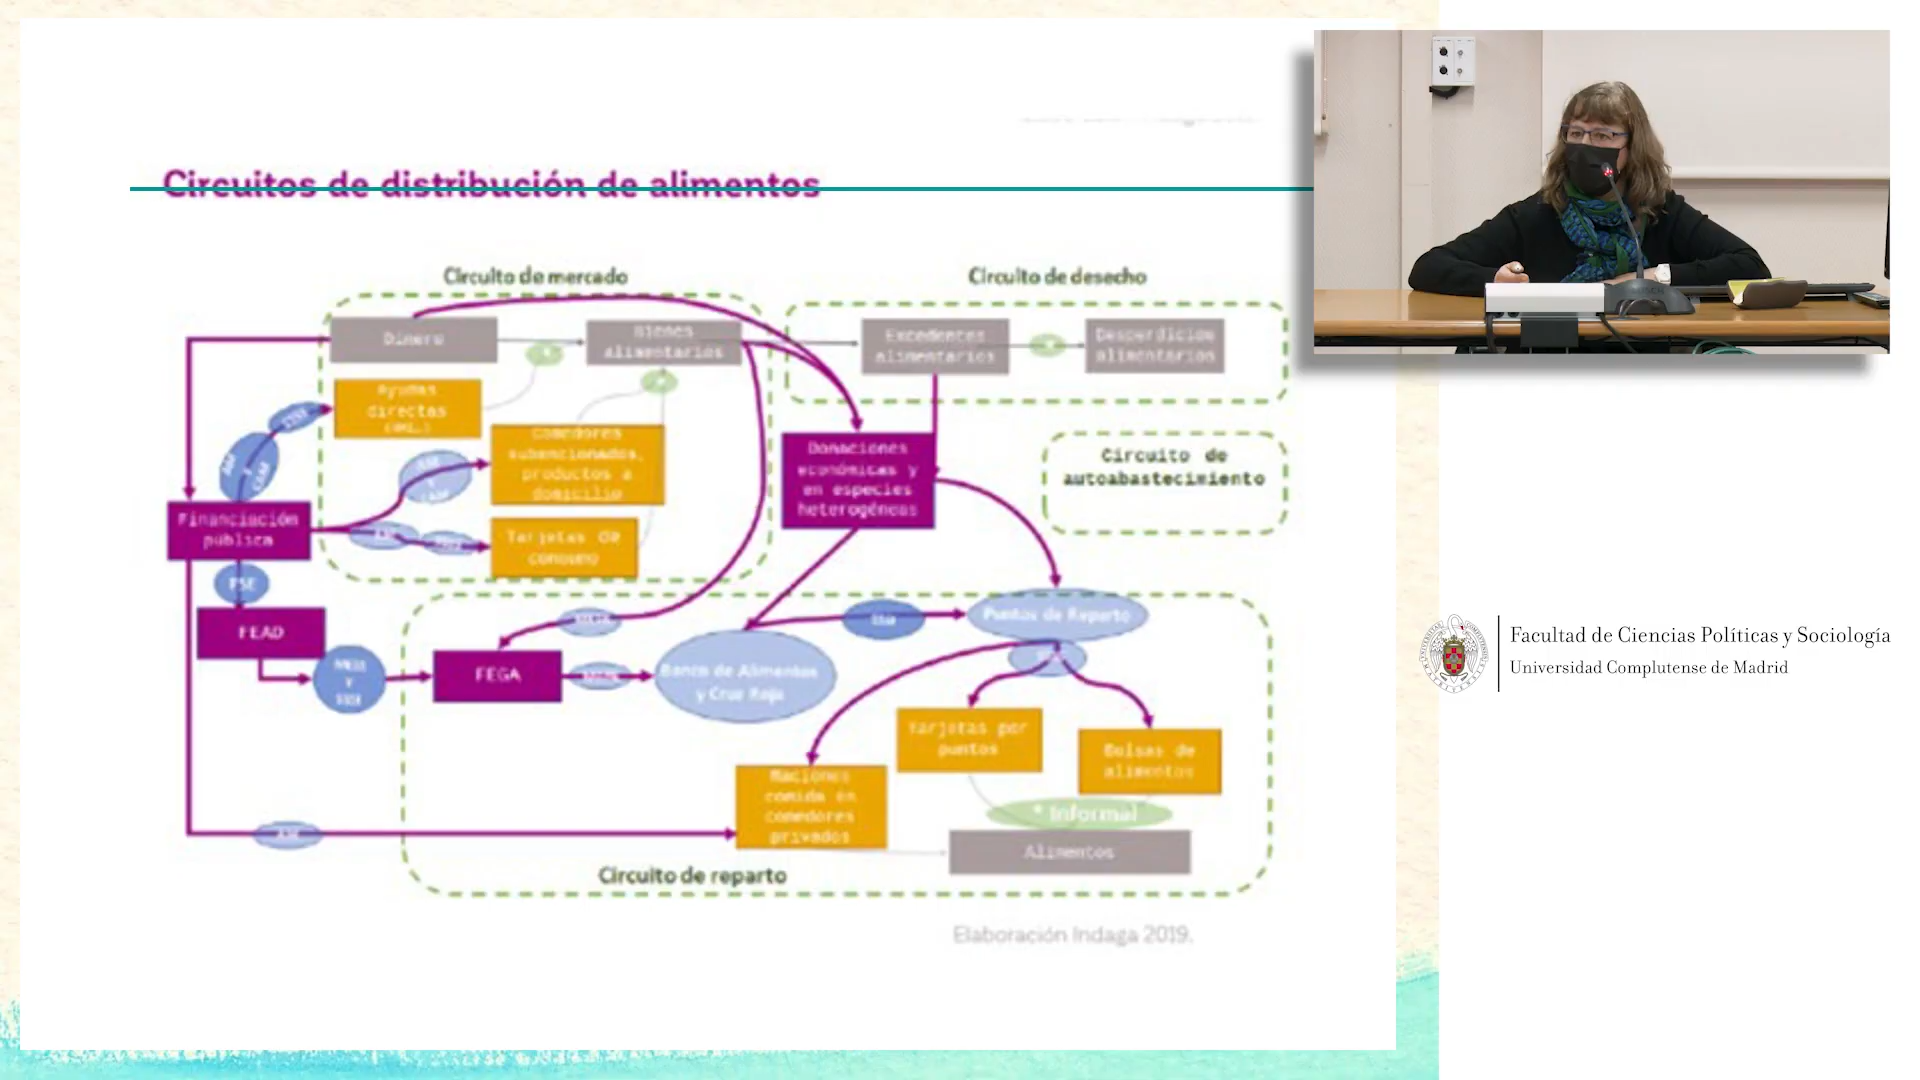 Circuitos de distribución de alimentos
Circuito de mercado
Circuito de desecho
Dinero
Bienes
alimentarios
Excedentes
alimentarios
Desperdicios
alimentarios
Ayudas
directas
Comedores
subencionados,
productos a
domicilio
Donaciones
económicas y
en especies
heterogéneas
Circuito de
autoabastecimiento
Financiación
pública
Tarjetas de
consumo
FSE
FEAD
Puntos de Reparto
FEGA
Banco de Alimentos
y Cruz Roja
Tarjetas por
puntos
Bolsas de
alimentos
Raciones
comida en
comedores
privados
* Informal
Alimentos
Circuito de reparto
Elaboración Indaga 2019.
Facultad de Ciencias Políticas y Sociología
Universidad Complutense de Madrid